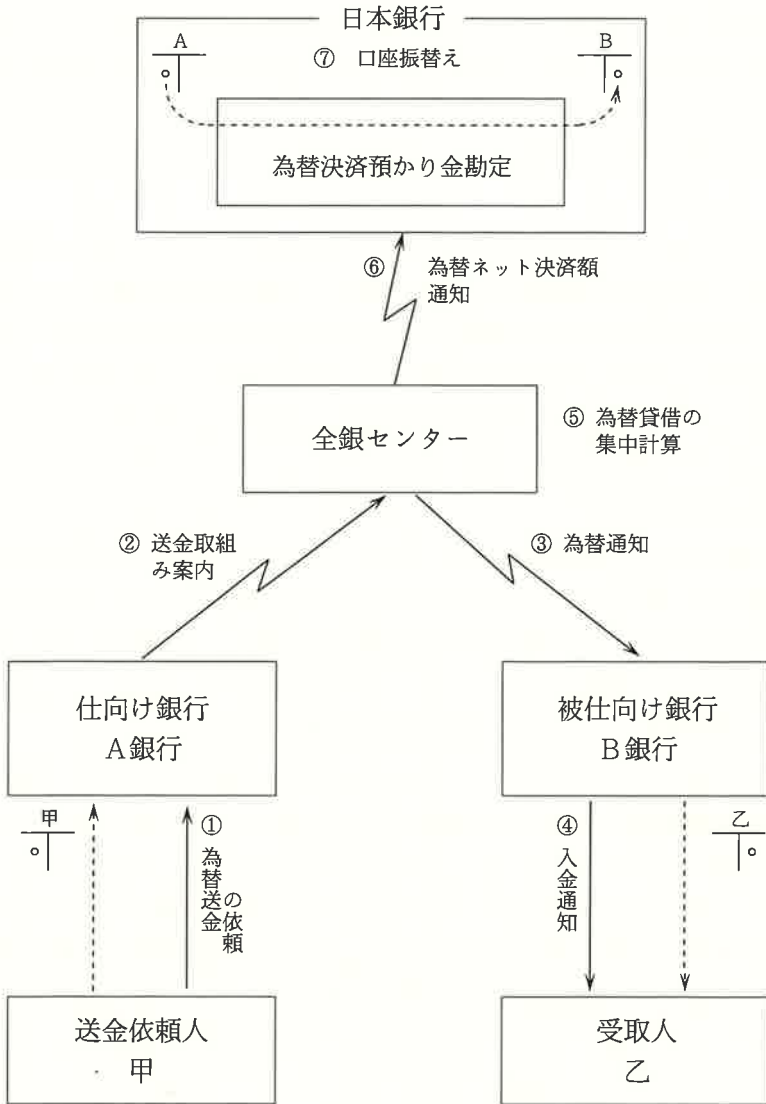 日本銀行
A
B
⑦ 口座振替え
為替決済預かり金勘定
⑥ 為替ネット決済額
通知
全銀センター
⑤ 為替貸借の
集中計算
② 送金取組
み案内
③ 為替通知
仕向け銀行
A銀行
被仕向け銀行
B銀行
甲
①
為替送金
の依頼
④
入金通知
乙
送金依頼人
甲
受取人
乙